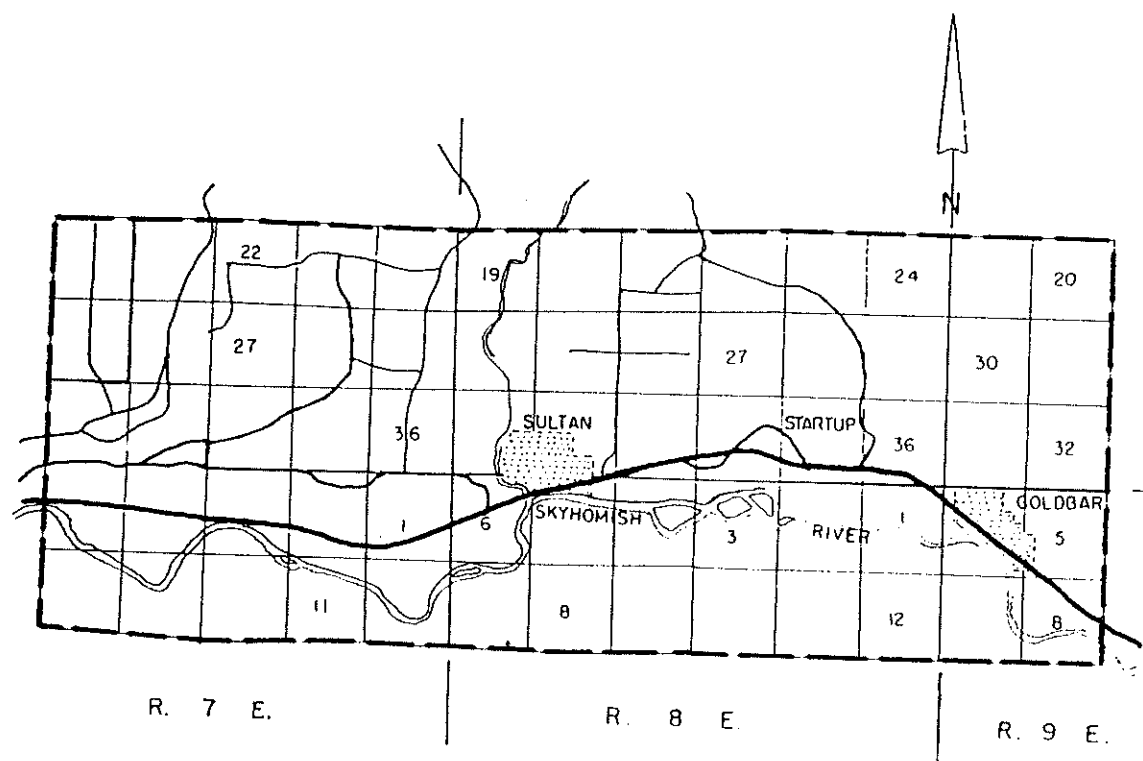 N
22
19
24
20
27
27
30
36
SULTAN
STARTUP
36
32
1
6
SKYHOMISH
3
RIVER
1
GOLDBAR
5
11
8
12
8
R. 7 E.
R. 8 E
R. 9 E.